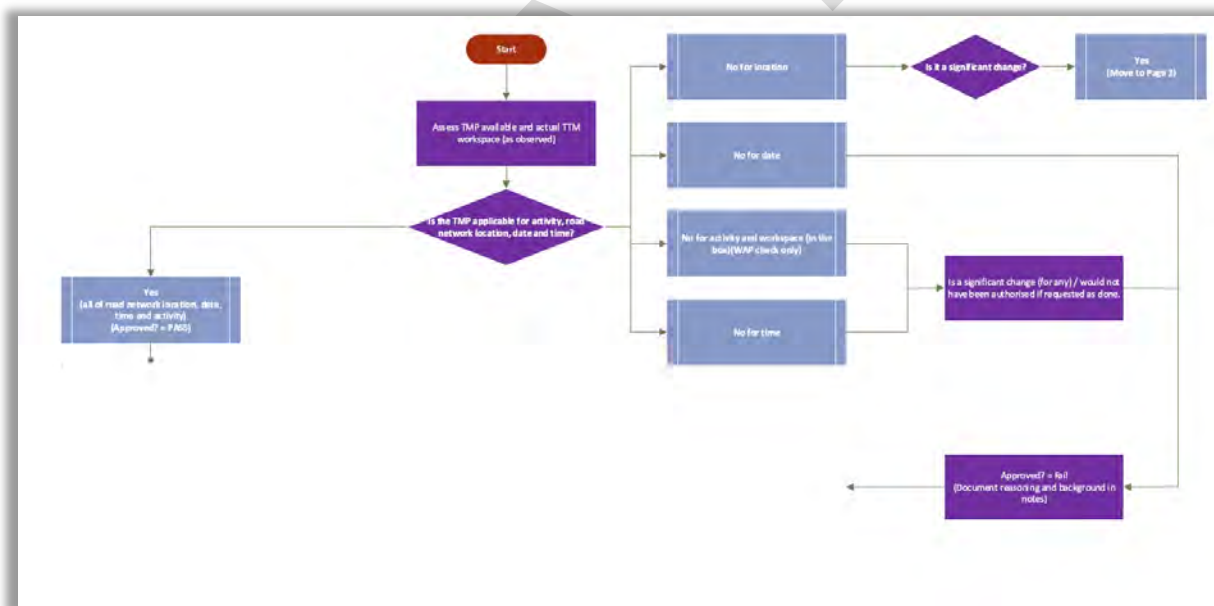 Start
No for location
Is it a significant change?
Yes
(Move to Page 2)
Assess TMP available and actual TTM
workspace (as observed)
No for date
Is the TMP applicable for activity, road
network location, date and time?
No for activity and workspace (in the
box)(WAP check only)
Yes
(all of road network location, date,
time and activity)
(Approved? = PASS)
Is a significant change (for any) / would not
have been authorised if requested as done.
No for time
Approved? = Fail
(Document reasoning and background in
notes)